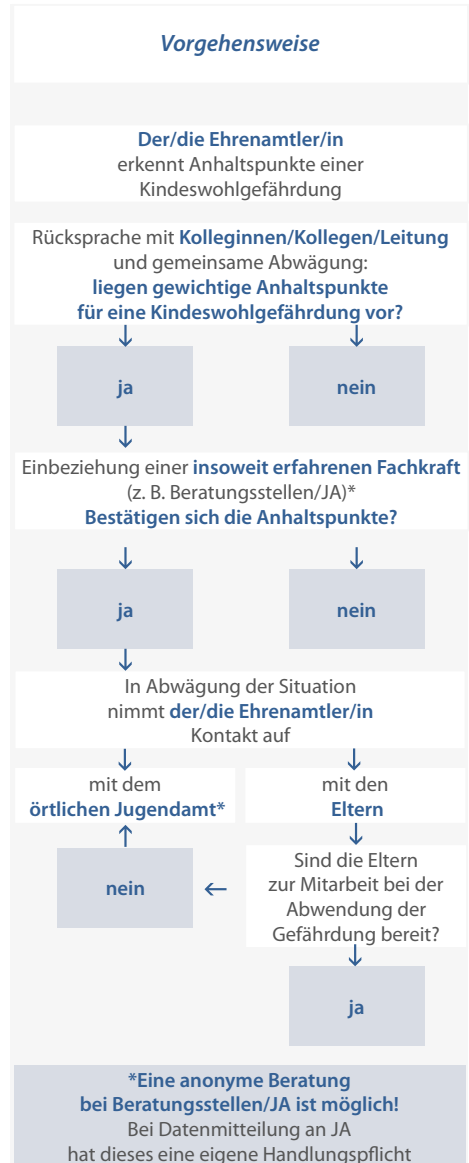 Vorgehensweise
Der/die Ehrenamtler/in
erkennt Anhaltspunkte einer
Kindeswohlgefährdung
Rücksprache mit Kolleginnen/Kollegen/Leitung
und gemeinsame Abwägung:
liegen gewichtige Anhaltspunkte
für eine Kindeswohlgefährdung vor?
ja
nein
Einbeziehung einer insoweit erfahrenen Fachkraft
(z. B. Beratungsstellen/JA)*
Bestätigen sich die Anhaltspunkte?
ja
nein
In Abwägung der Situation
nimmt der/die Ehrenamtler/in
Kontakt auf
mit dem
örtlichen Jugendamt*
mit den
Eltern
Sind die Eltern
zur Mitarbeit bei der
Abwendung der
Gefährdung bereit?
nein
ja
*Eine anonyme Beratung
bei Beratungsstellen/JA ist möglich!
Bei Datenmitteilung an JA
hat dieses eine eigene Handlungspflicht